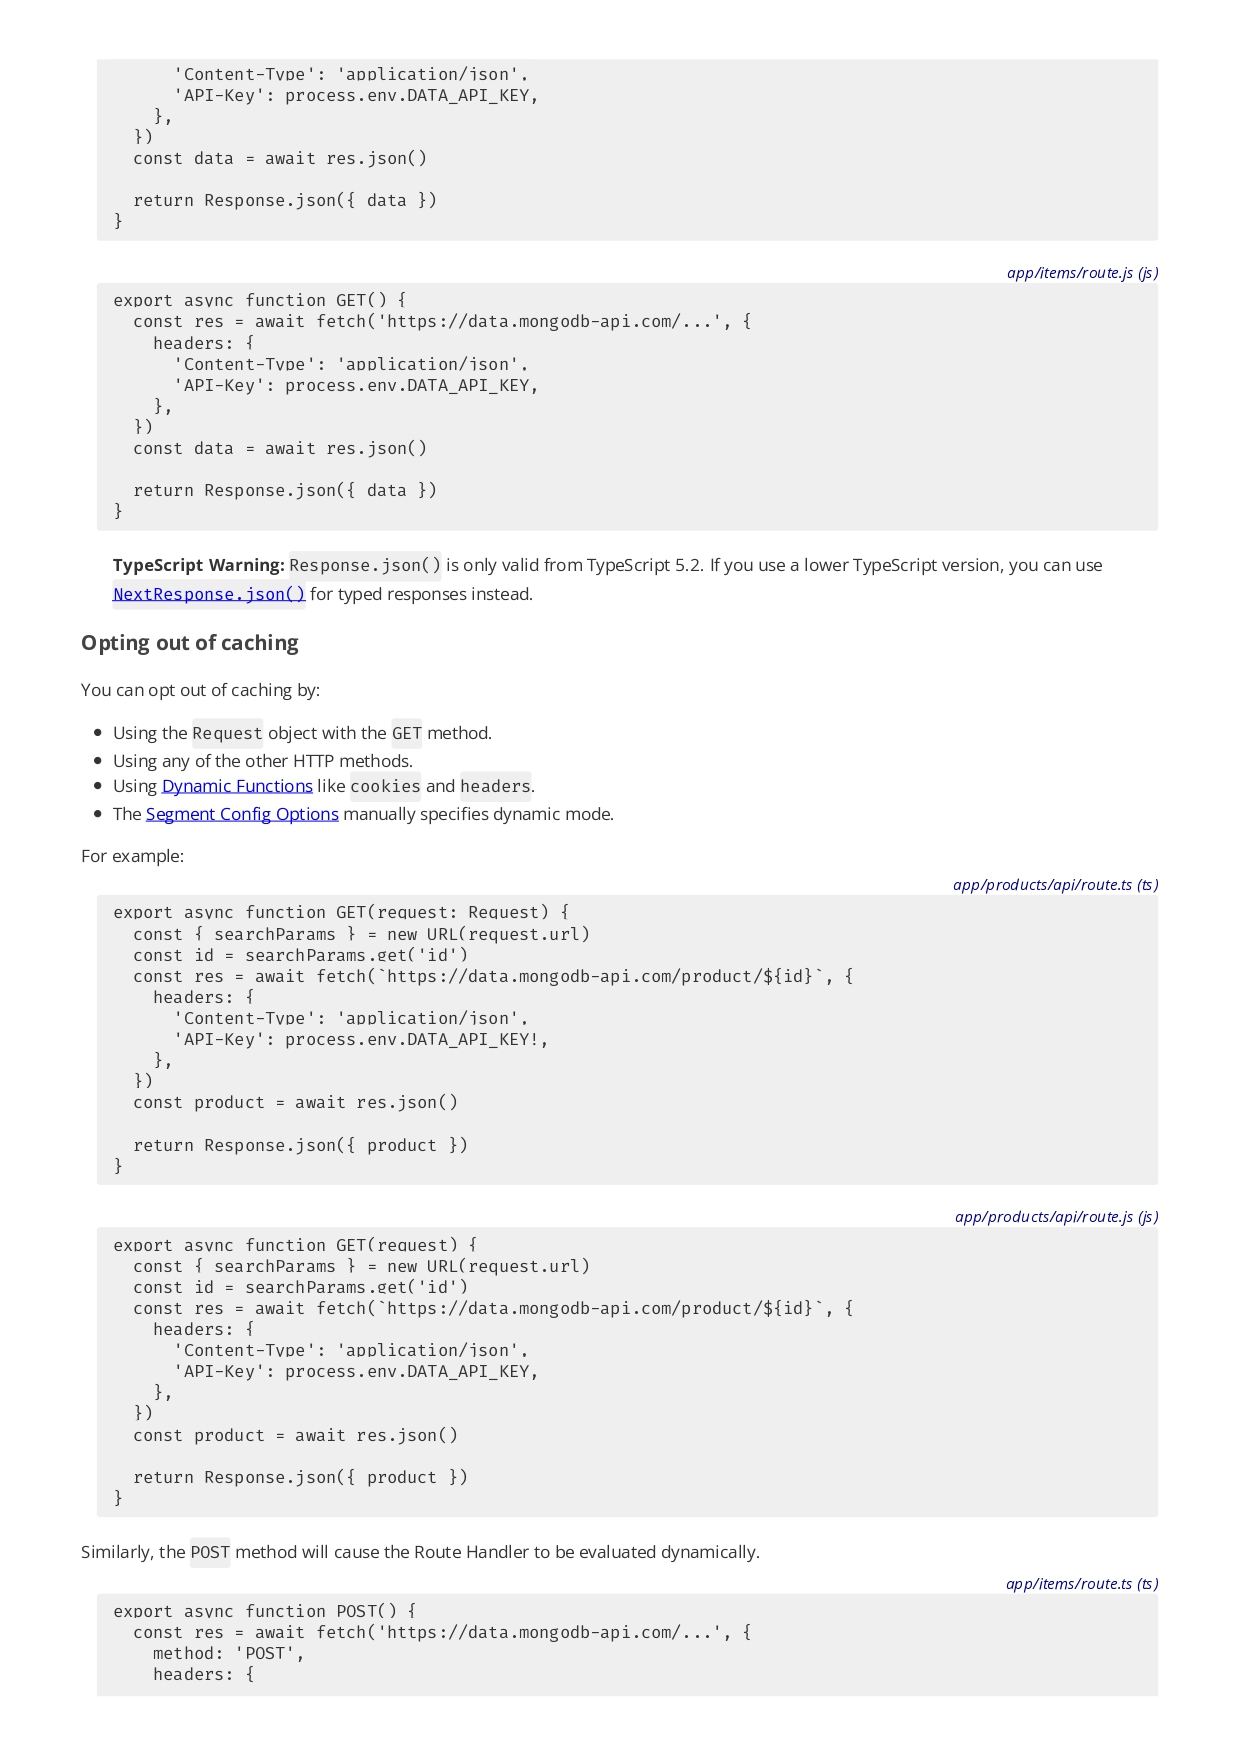 'Content-Type': 'application/json',
      'API-Key': process.env.DATA_API_KEY,
    },
  })
  const data = await res.json()

  return Response.json({ data })
}
app/items/route.js (js)
export async function GET() {
  const res = await fetch('https://data.mongodb-api.com/...', {
    headers: {
      'Content-Type': 'application/json',
      'API-Key': process.env.DATA_API_KEY,
    },
  })
  const data = await res.json()

  return Response.json({ data })
}
TypeScript Warning: Response.json() is only valid from TypeScript 5.2. If you use a lower TypeScript version, you can use
NextResponse.json() for typed responses instead.
Opting out of caching
You can opt out of caching by:
• Using the Request object with the GET method.
• Using any of the other HTTP methods.
• Using Dynamic Functions like cookies and headers.
• The Segment Config Options manually specifies dynamic mode.
For example:
app/products/api/route.ts (ts)
export async function GET(request: Request) {
  const { searchParams } = new URL(request.url)
  const id = searchParams.get('id')
  const res = await fetch(`https://data.mongodb-api.com/product/${id}`, {
    headers: {
      'Content-Type': 'application/json',
      'API-Key': process.env.DATA_API_KEY!,
    },
  })
  const product = await res.json()

  return Response.json({ product })
}
app/products/api/route.js (js)
export async function GET(request) {
  const { searchParams } = new URL(request.url)
  const id = searchParams.get('id')
  const res = await fetch(`https://data.mongodb-api.com/product/${id}`, {
    headers: {
      'Content-Type': 'application/json',
      'API-Key': process.env.DATA_API_KEY,
    },
  })
  const product = await res.json()

  return Response.json({ product })
}
Similarly, the POST method will cause the Route Handler to be evaluated dynamically.
app/items/route.ts (ts)
export async function POST() {
  const res = await fetch('https://data.mongodb-api.com/...', {
    method: 'POST',
    headers: {